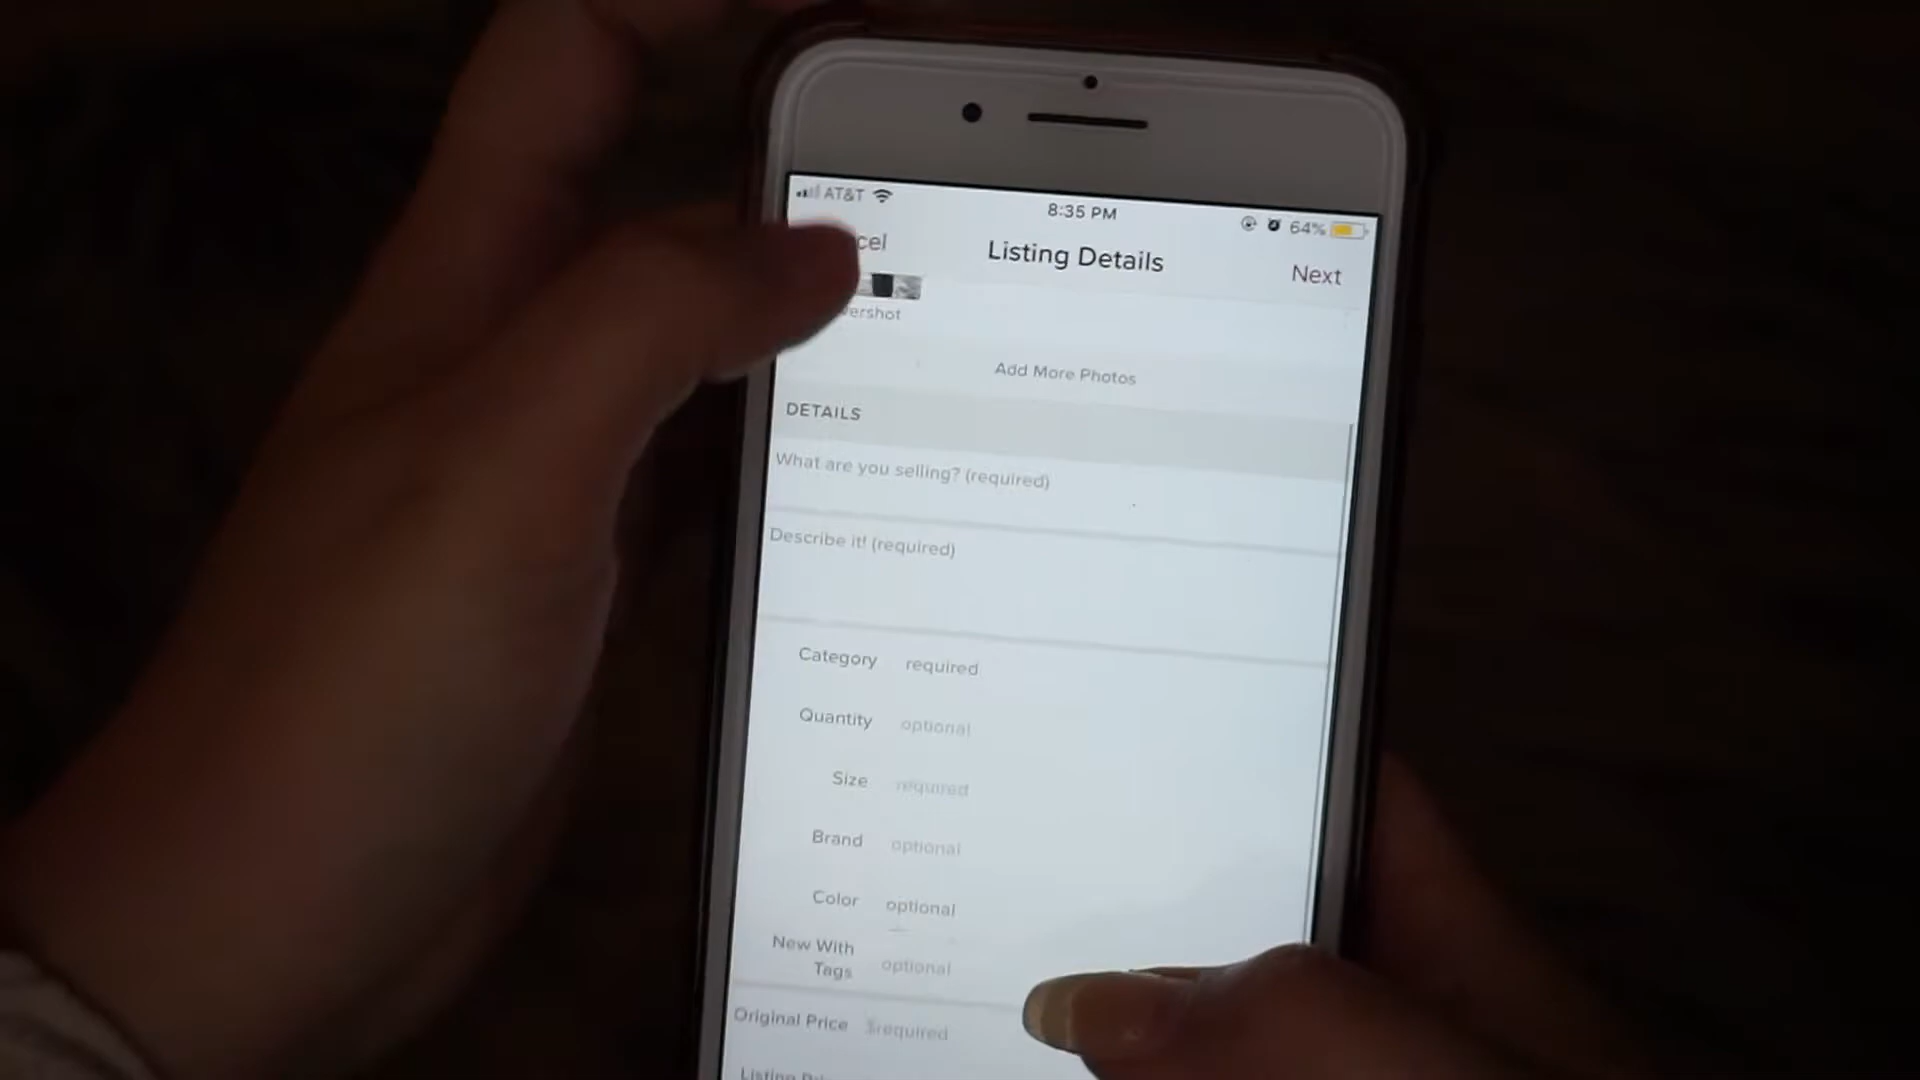 AT&T
8:35 PM
64%
Listing Details
Next
Add More Photos
DETAILS
What are you selling? (required)
Describe it! (required)
Category required
Quantity optional
Size required
Brand optional
Color optional
New With
Tags optional
Original Price $required
Listing